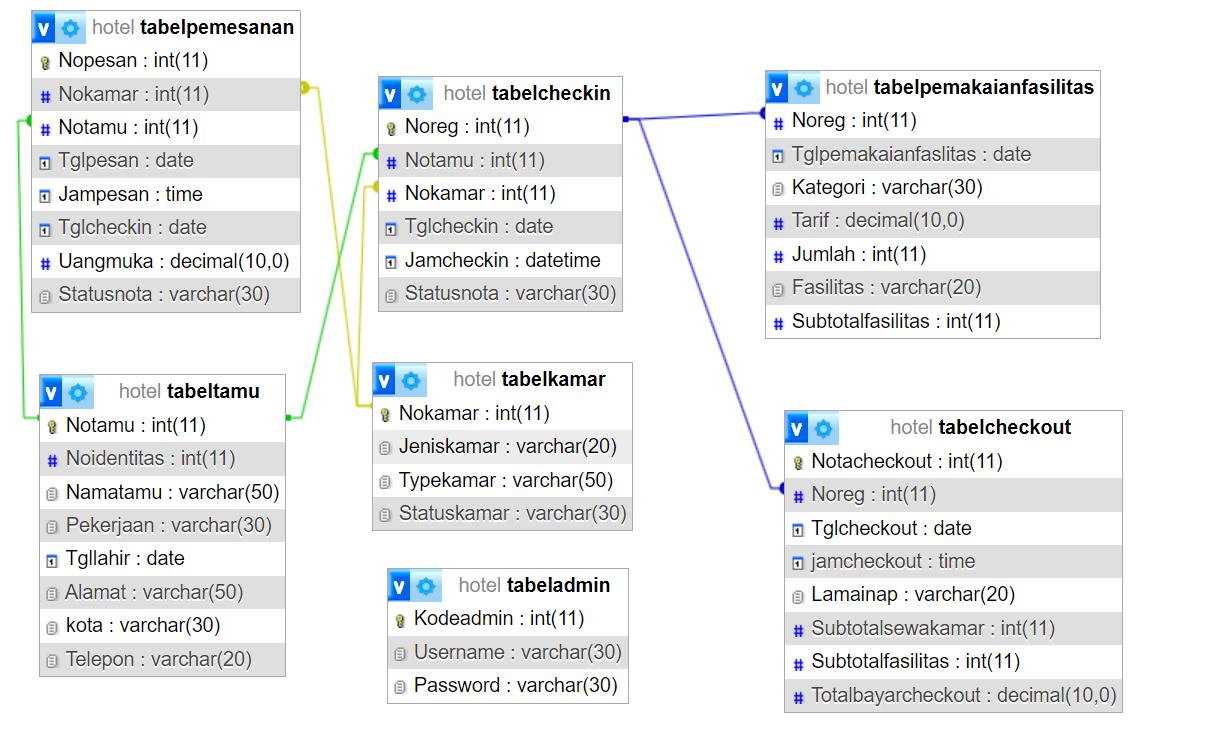 hotel tabelpemesanan
Nopesan : int(11)
Nokamar : int(11)
Notamu : int(11)
Tglpesan : date
Jampesan : time
Tglcheckin : date
Uangmuka : decimal(10,0)
Statusnota : varchar(30)
hotel tabelcheckin
Noreg : int(11)
Notamu : int(11)
Nokamar : int(11)
Tglcheckin : date
Jamcheckin : datetime
Statusnota : varchar(30)
hotel tabelpemakaianfasilitas
Noreg : int(11)
Tglpemakaianfaslitas : date
Kategori : varchar(30)
Tarif : decimal(10,0)
Jumlah : int(11)
Fasilitas : varchar(20)
Subtotalfasilitas : int(11)
hotel tabeltamu
Notamu : int(11)
Noidentitas : int(11)
Namatamu : varchar(50)
Pekerjaan : varchar(30)
Tgllahir : date
Alamat : varchar(50)
kota : varchar(30)
Telepon : varchar(20)
hotel tabelkamar
Nokamar : int(11)
Jeniskamar : varchar(20)
Typekamar : varchar(50)
Statuskamar : varchar(30)
hotel tabeladmin
Kodeadmin : int(11)
Username : varchar(30)
Password : varchar(30)
hotel tabelcheckout
Notacheckout : int(11)
Noreg : int(11)
Tglcheckout : date
jamcheckout : time
Lamainap : varchar(20)
Subtotalsewakamar : int(11)
Subtotalfasilitas : int(11)
Totalbayarcheckout : decimal(10,0)